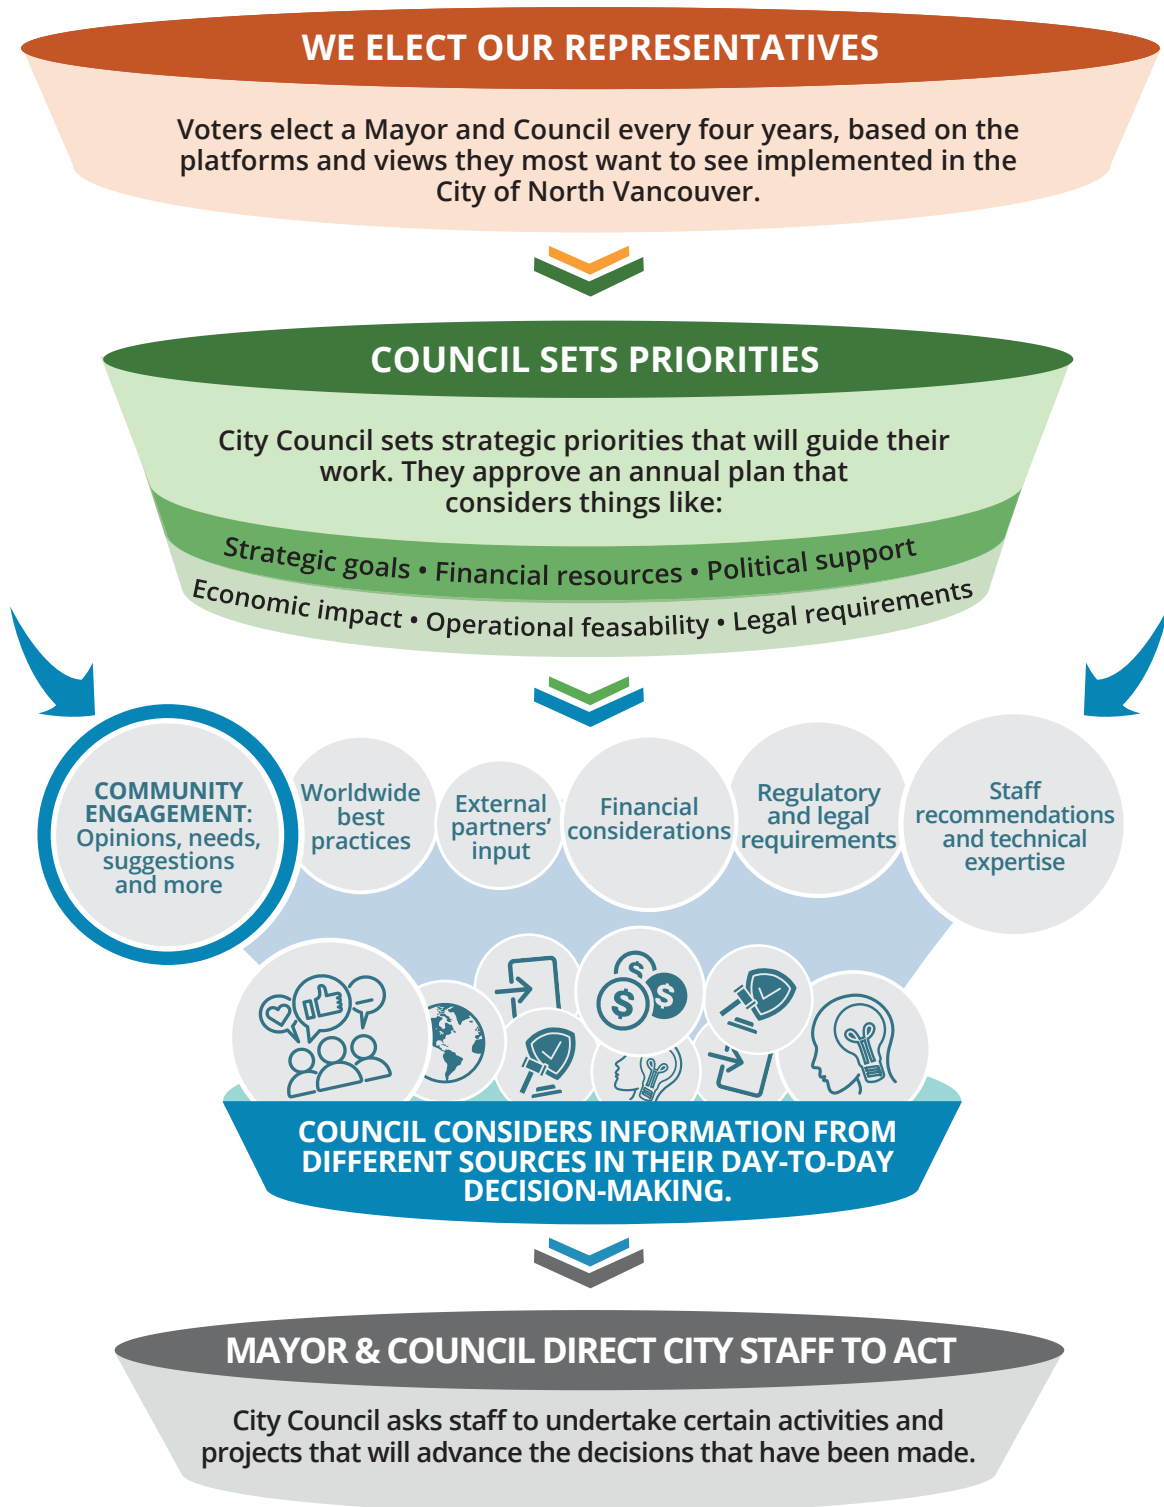 WE ELECT OUR REPRESENTATIVES
Voters elect a Mayor and Council every four years, based on the
platforms and views they most want to see implemented in the
City of North Vancouver.
COUNCIL SETS PRIORITIES
City Council sets strategic priorities that will guide their
work. They approve an annual plan that
considers things like:
Strategic goals • Financial resources • Political support
Economic impact • Operational feasability • Legal requirements
COMMUNITY
ENGAGEMENT:
Opinions, needs,
suggestions
and more
Worldwide
best
practices
External
partners’
input
Financial
considerations
Regulatory
and legal
requirements
Staff
recommendations
and technical
expertise
$
$
$
COUNCIL CONSIDERS INFORMATION FROM
DIFFERENT SOURCES IN THEIR DAY-TO-DAY
DECISION-MAKING.
MAYOR & COUNCIL DIRECT CITY STAFF TO ACT
City Council asks staff to undertake certain activities and
projects that will advance the decisions that have been made.